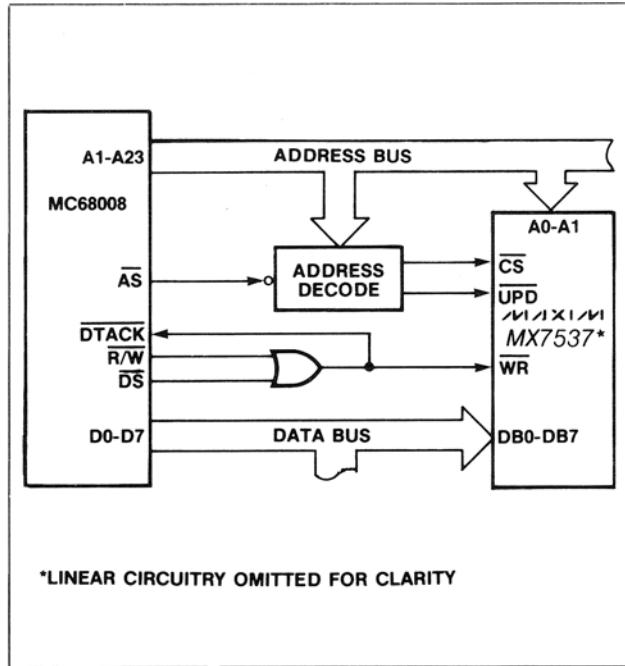 A1-A23
ADDRESS BUS
MC68008
A0-A1
AS
ADDRESS
DECODE
CS
UPD
MAXIM
MX7537*
DTACK
R/W
DS
WR
D0-D7
DATA BUS
DB0-DB7
*LINEAR CIRCUITRY OMITTED FOR CLARITY